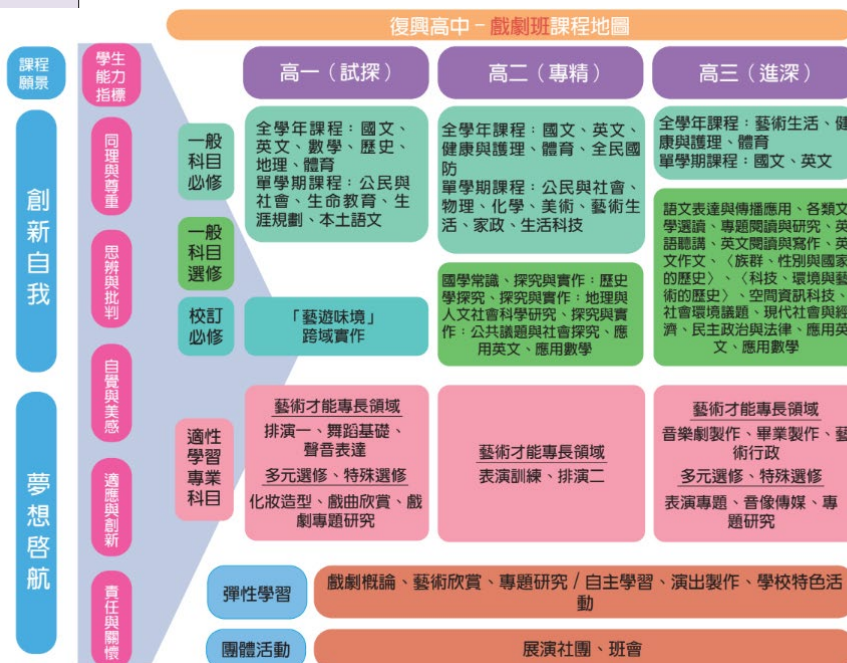 復興高中－戲劇班課程地圖
課程
願景
學生
能力
指標
高一（試探）
高二（專精）
高三（進深）
創新自我
夢想啓航
同理與尊重
思辨與批判
自覺與美感
適應與創新
責任與關懷
一般
科目
必修
全學年課程：國文、
英文、數學、歷史、
地理、體育
單學期課程：公民與
社會、生命教育、生
涯規劃、本土語文
全學年課程：國文、英文、
健康與護理、體育、全民國
防
單學期課程：公民與社會、
物理、化學、美術、藝術生
活、家政、生活科技
全學年課程：藝術生活、健
康與護理、體育
單學期課程：國文、英文
一般
科目
選修
國學常識、探究與實作：歷史
學探究、探究與實作：地理與
人文社會科學研究、探究與實
作：公共議題與社會探究、應
用英文、應用數學
語文表達與傳播應用、各類文
學選讀、專題閱讀與研究、英
語聽講、英文閱讀與寫作、英
文作文、〈族群、性別與國家
的歷史〉、〈科技、環境與藝
術的歷史〉、空間資訊科技、
社會環境議題、現代社會與經
濟、民主政治與法律、應用英
文、應用數學
校訂
必修
「藝遊味境」
跨域實作
適性
學習
專業
科目
藝術才能專長領域
排演一、舞蹈基礎、
聲音表達
多元選修、特殊選修
化妝造型、戲曲欣賞、戲
劇專題研究
藝術才能專長領域
表演訓練、排演二
藝術才能專長領域
音樂劇製作、畢業製作、藝
術行政
多元選修、特殊選修
表演專題、音像傳媒、專
題研究
彈性學習
戲劇概論、藝術欣賞、專題研究 / 自主學習、演出製作、學校特色活
動
團體活動
展演社團、班會